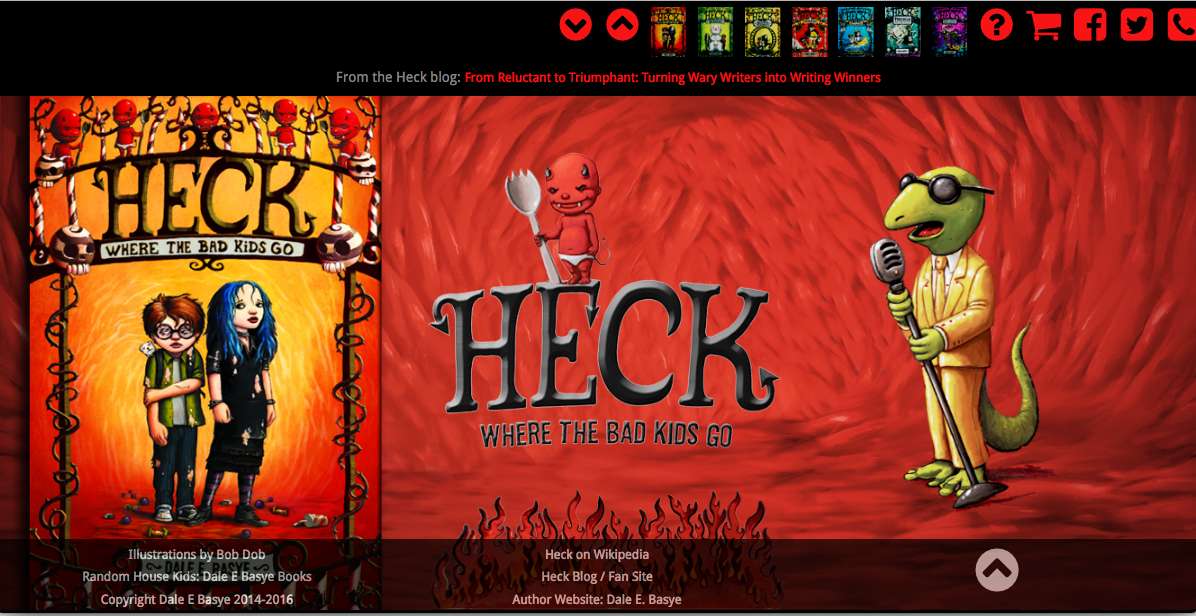 From the Heck blog: From Reluctant to Triumphant: Turning Wary Writers into Writing Winners
HECK
WHERE THE BAD KIDS GO
HECK
WHERE THE BAD KIDS GO
DALE E. BASYE
Illustrations by Bob Dob
Random House Kids: Dale E Basye Books
Copyright Dale E Basye 2014-2016
Heck on Wikipedia
Heck Blog / Fan Site
Author Website: Dale E. Basye